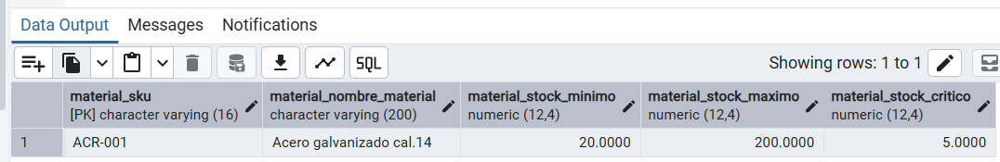 Data Output Messages Notifications
SQL Showing rows: 1 to 1
material_sku material_nombre_material material_stock_minimo material_stock_maximo material_stock_critico
[PK] character varying (16) character varying (200) numeric (12,4) numeric (12,4) numeric (12,4)
1 ACR-001 Acero galvanizado cal.14 20.0000 200.0000 5.0000